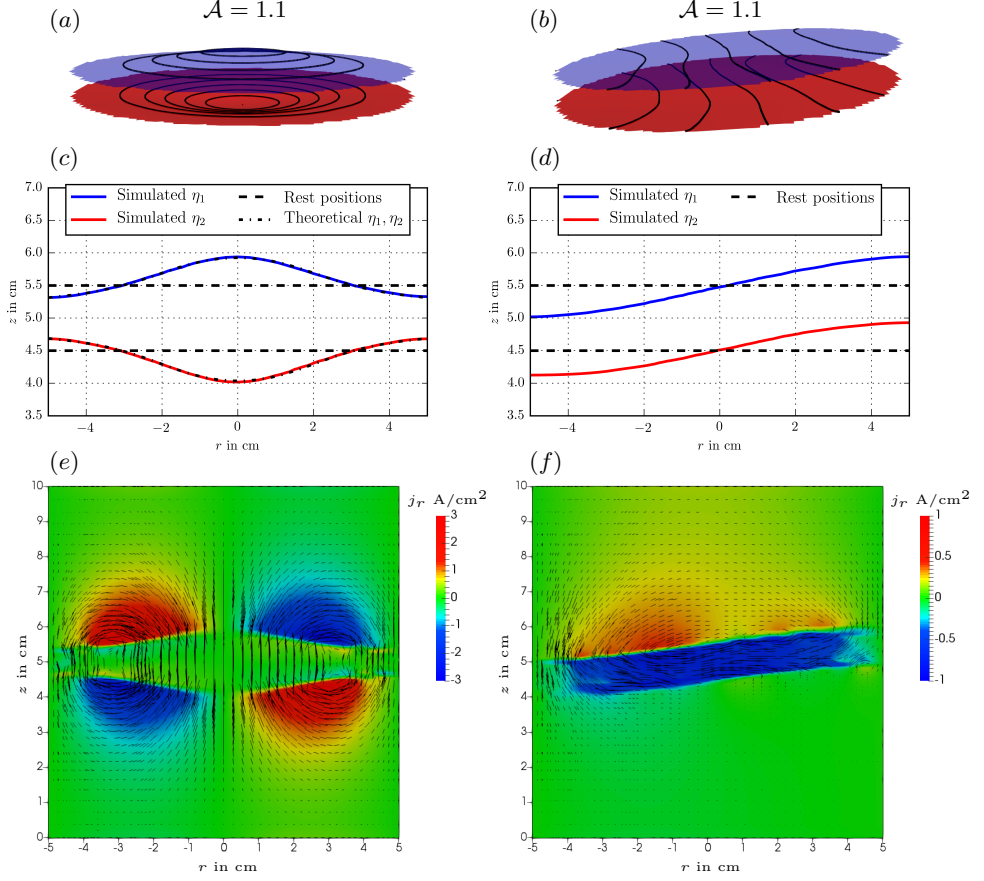 (a)
𝒜 = 1.1
(b)
𝒜 = 1.1
(c)
7.0
6.5
6.0
5.5
5.0
4.5
4.0
3.5
z in cm
Simulated η₁
Simulated η₂
Rest positions
Theoretical η₁, η₂
−4
−2
0
2
4
r in cm
(d)
7.0
6.5
6.0
5.5
5.0
4.5
4.0
3.5
z in cm
Simulated η₁
Simulated η₂
Rest positions
−4
−2
0
2
4
r in cm
(e)
10
9
8
7
6
5
4
3
2
1
0
z in cm
-5 -4 -3 -2 -1 0 1 2 3 4 5
r in cm
jᵣ A/cm²
3
2
1
0
-1
-2
-3
(f)
10
9
8
7
6
5
4
3
2
1
0
z in cm
-5 -4 -3 -2 -1 0 1 2 3 4 5
r in cm
jᵣ A/cm²
1
0.5
0
-0.5
-1